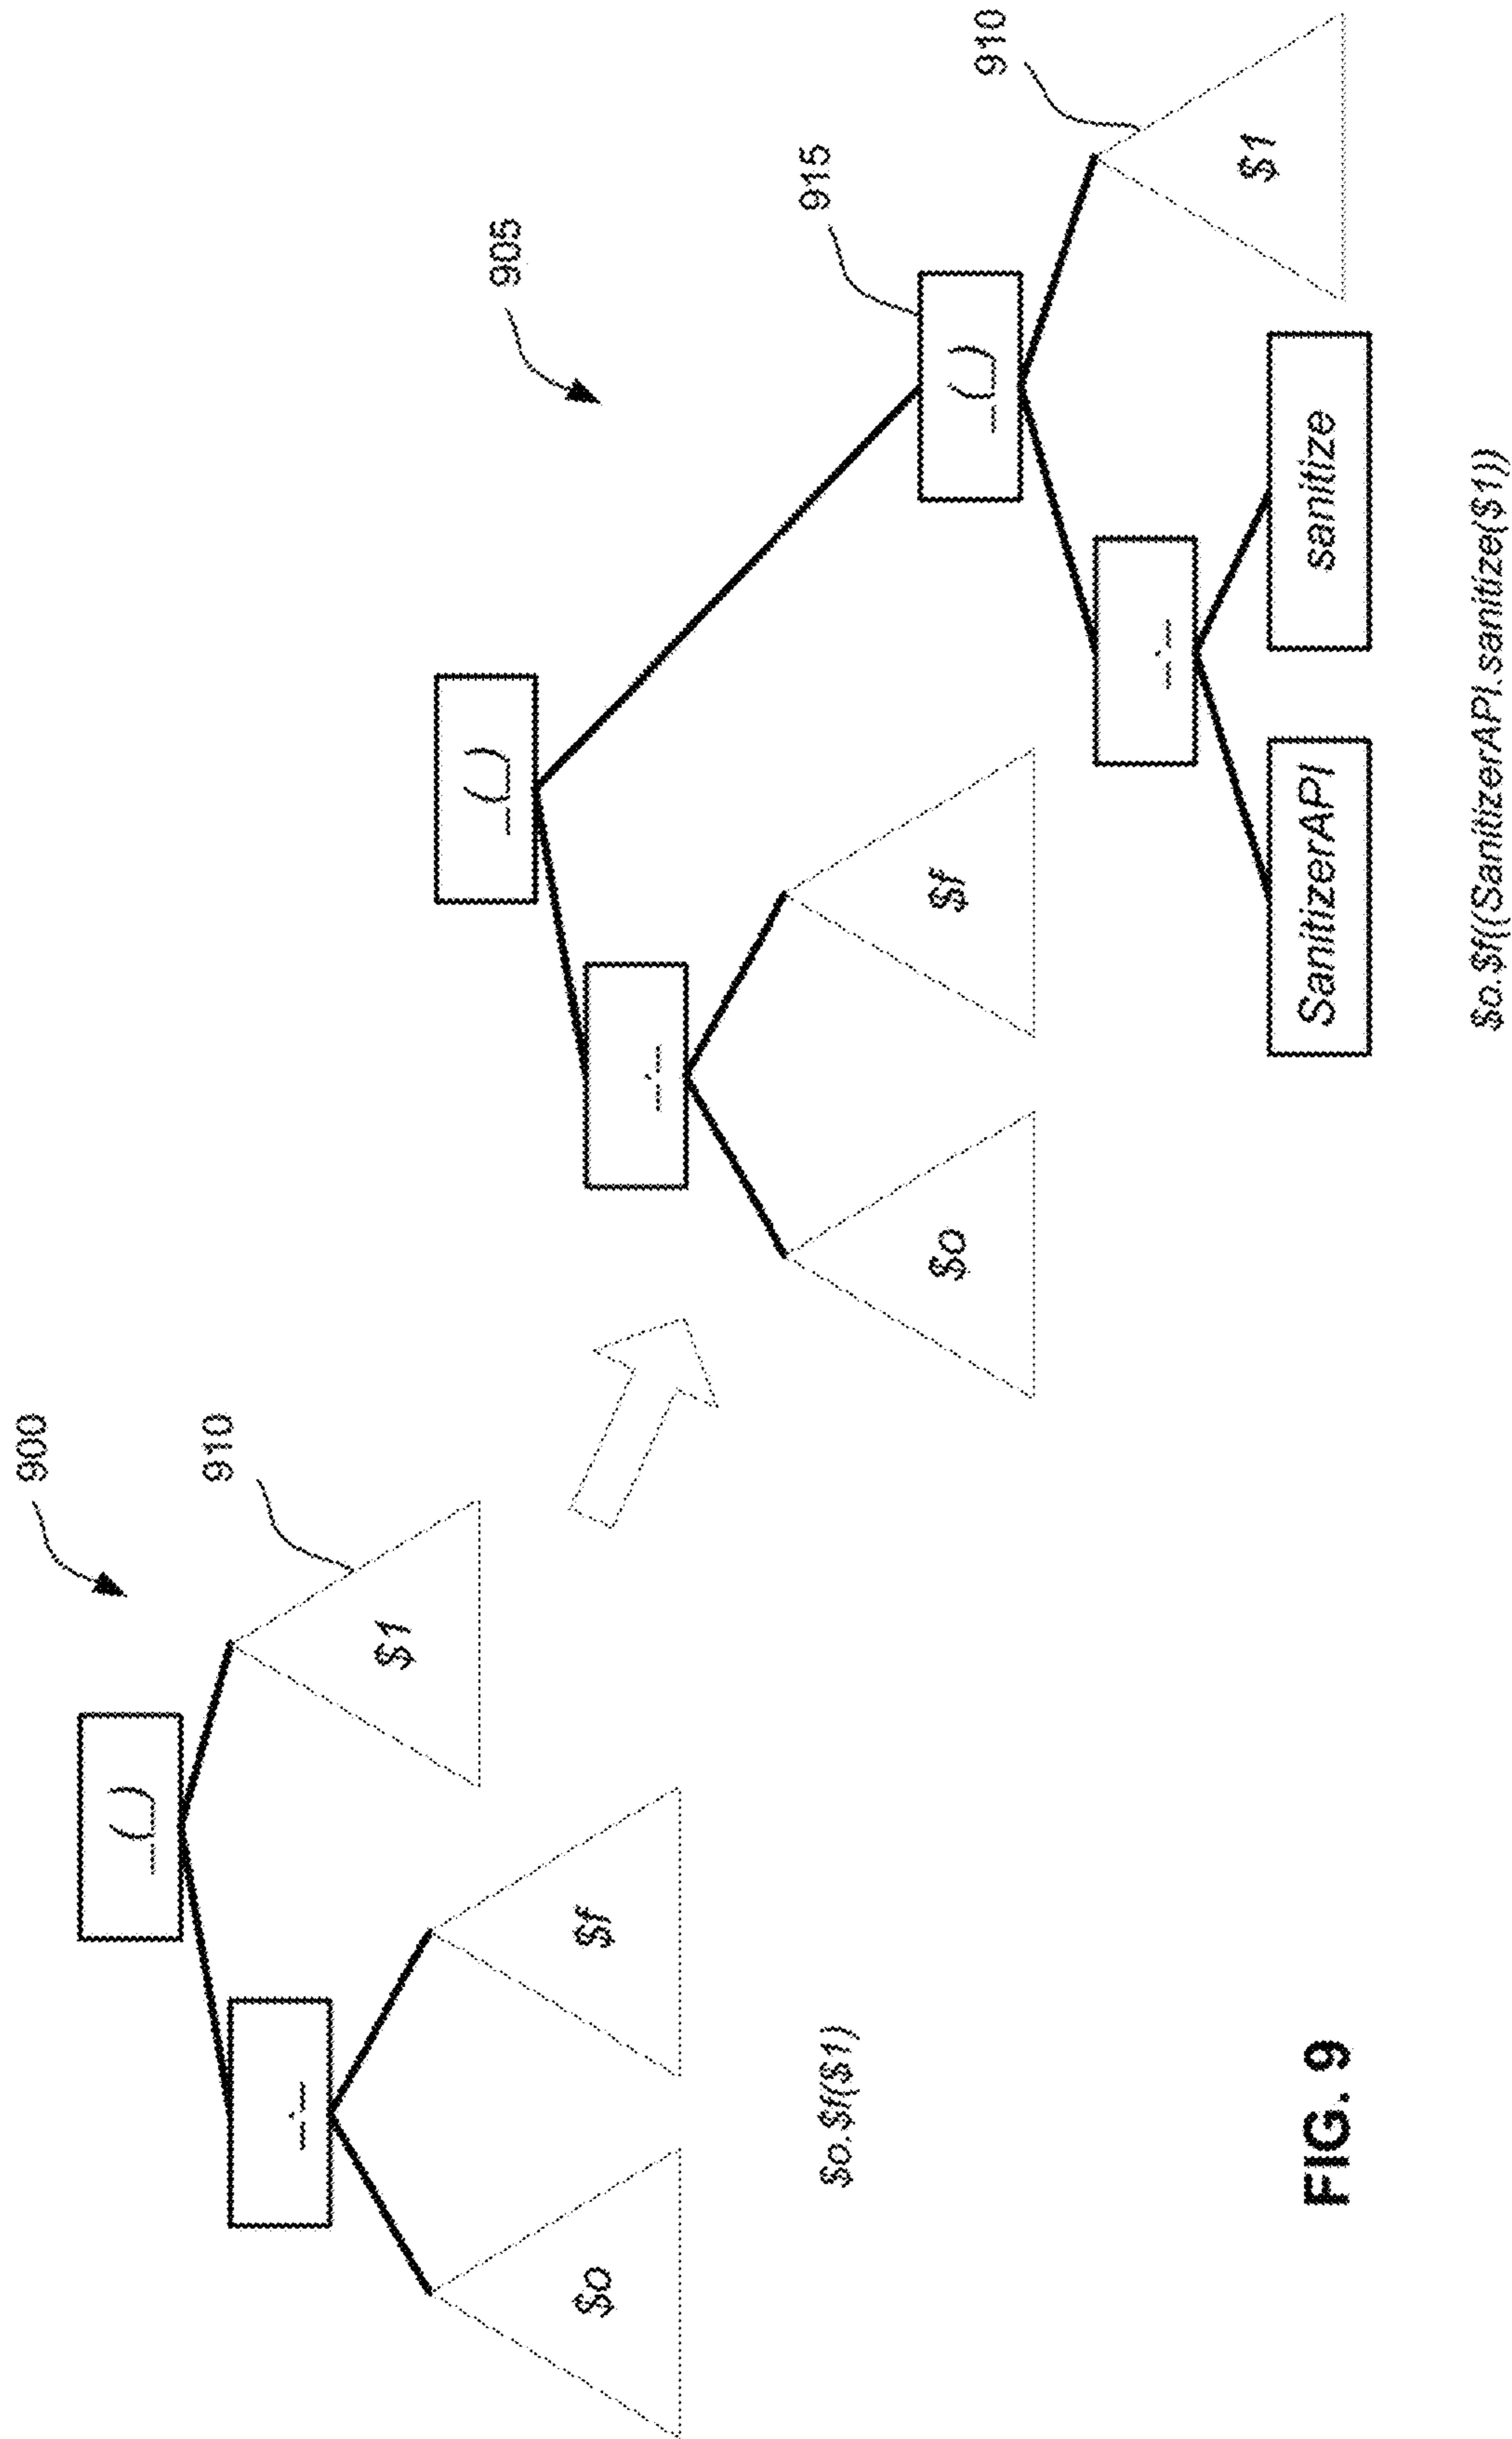 900
_(_)
910
_._
$1
$o
$f
$o.$f($1)
905
_(_)
915
_._
_(_)
910
$o
$f
_._
$1
SanitizerAPI
sanitize
$o.$f((SanitizerAPI.sanitize($1))
FIG. 9